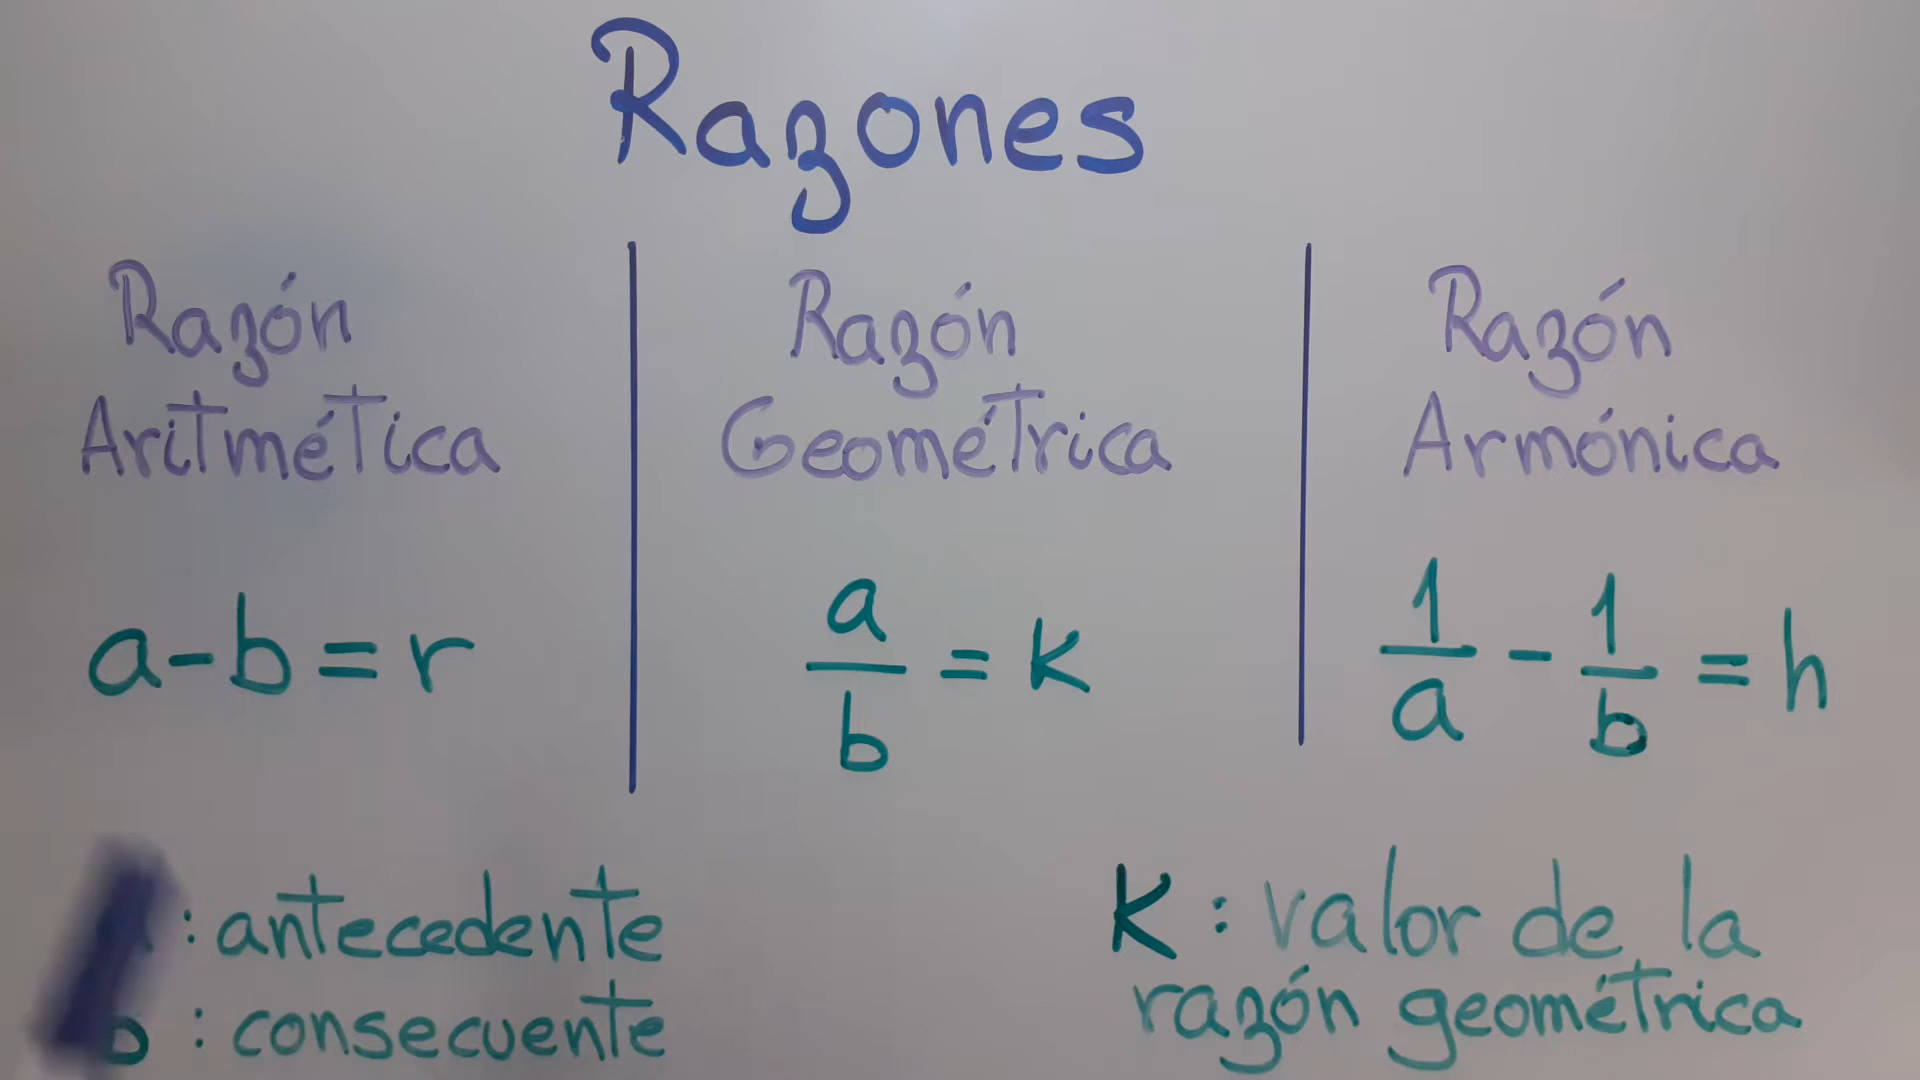 Razones
Razón
Aritmética
a-b=r
Razón
Geométrica
a/b = K
Razón
Armónica
1/a - 1/b = h
: antecedente
b : consecuente
K : valor de la
razón geométrica